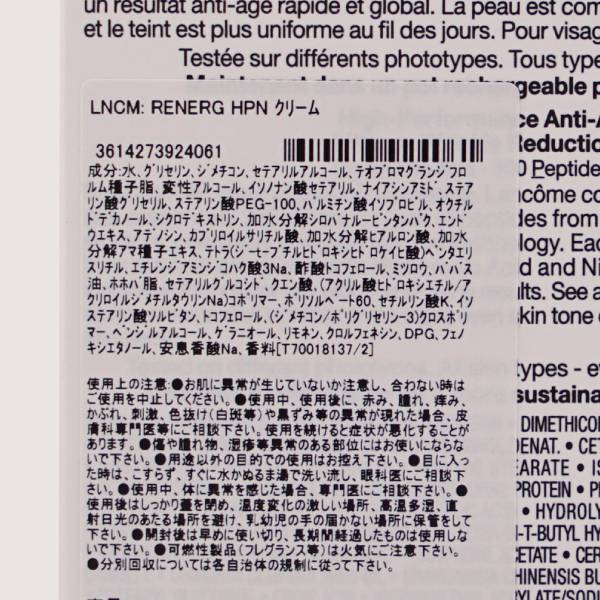 un résultat anti-âge rapide et global. La peau est com
et le teint est plus uniforme au fil des jours. Pour visag
Testée sur différents phototypes. Tous type
Maintenant dans un pot rechargeable p
LNCM: RENERG HPN クリーム
3614273924061
成分:水、グリセリン、ジメチコン、セテアリルアルコール、テオブロマグランジフロ
ルム種子脂、変性アルコール、イソノナン酸セテアリル、ナイアシンアミド、ステア
リン酸グリセリル、ステアリン酸PEG-100、パルミチン酸イソプロピル、オクチル
ドデカノール、シクロデキストリン、加水分解シロバナルーピンタンパク、エンドウ
ウエキス、アデノシン、カプリロイルサリチル酸、加水分解ヒアルロン酸、加水
分解アマ種子エキス、テトラ(ジ-t-ブチルヒドロキシヒドロケイヒ酸)ペンタエリ
スリチル、エチレンジアミンジコハク酸3Na、酢酸トコフェロール、ミツロウ、ババス
油、ホホバ脂、セテアリルグルコシド、クエン酸、(アクリル酸ヒドロキシエチル/ア
クリロイルジメチルタウリンNa)コポリマー、ポリソルベート60、セチルリン酸K、イソ
ステアリン酸ソルビタン、トコフェロール、(ジメチコン/ポリグリセリン-3)クロスポリ
マー、ベンジルアルコール、ゲラニオール、リモネン、クロルフェネシン、DPG、フェノ
キシエタノール、安息香酸Na、香料[T70018137/2]
使用上の注意:●お肌に異常が生じていないか注意し、合わない時は
ご使用を中止してください。●使用中、使用後に、赤み、腫れ、痒み、
かぶれ、刺激、色抜け(白斑等)や黒ずみ等の異常が現れた場合、皮
膚科専門医等にご相談下さい。使用を続けると症状が悪化することが
あります。●傷や腫れ物、湿疹等異常のある部位にはお使いにならな
いで下さい。●用途以外の目的での使用はお控え下さい。●目に入っ
た時は、こすらず、すぐに水かぬるま湯で洗い流し、眼科医にご相談下
さい。●使用中、体に異常を感じた場合、専門医にご相談下さい。●
使用後はしっかり蓋を閉め、温度変化の激しい場所、高温多湿、直
射日光のあたる場所を避け、乳幼児の手の届かない場所に保管をして
下さい。●開封後は早めに使い切り、長期間経過したものは使用しな
いで下さい。●可燃性製品(フレグランス等)は火気にご注意下さい。
●分別回収については各自治体の規制に従って下さい。
ce Anti-A
Reductio
0 Peptide
ncôme co
des from
logy. Eac
d and Ni
ults. See a
skin tone
types - ev
sustaina
DIMETHICO
DENAT. • CET
EARATE • IS
PROTEIN • P
• HYDROLY
I-T-BUTYL HY
CETATE • CER
HINENSIS BU
RYLATE/SOD